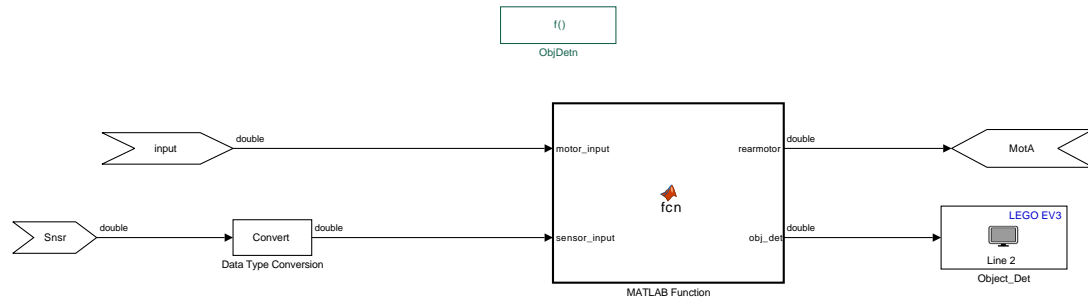 f()
ObjDetn
input
double
motor_input
rearmotor
double
MotA
fcn
Snsr
double
Convert
double
sensor_input
obj_det
double
LEGO EV3
Line 2
Data Type Conversion
Object_Det
MATLAB Function